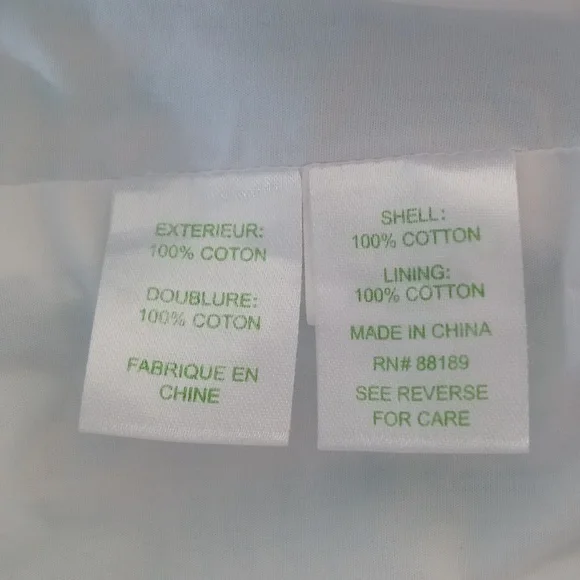 EXTERIEUR:
100% COTON
DOUBLURE:
100% COTON
FABRIQUE EN
CHINE
SHELL:
100% COTTON
LINING:
100% COTTON
MADE IN CHINA
RN# 88189
SEE REVERSE
FOR CARE